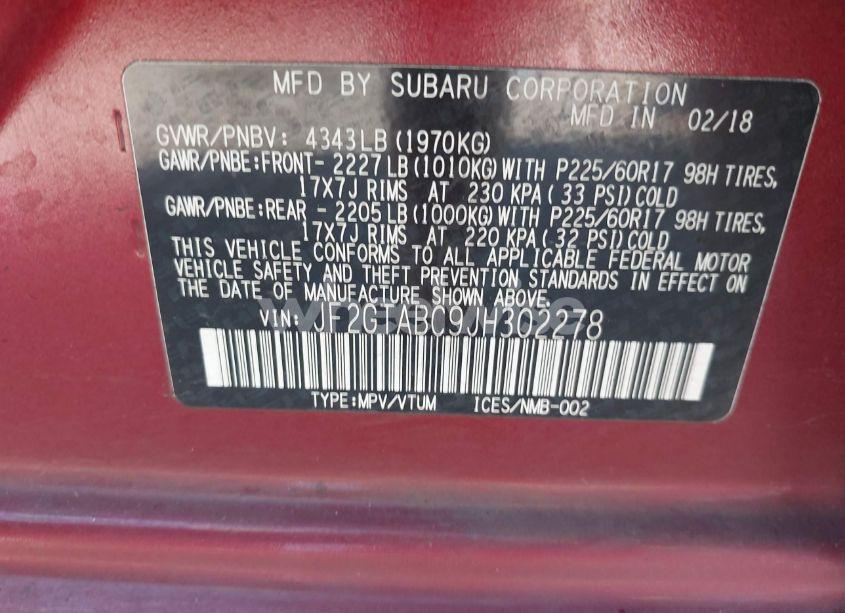 MFD BY SUBARU CORPORATION
MFD IN 02/18
GVWR/PNBV: 4343LB (1970KG)
GAWR/PNBE:FRONT- 2227LB (1010KG) WITH P225/60R17 98H TIRES,
17X7J RIMS AT 230 KPA (33 PSI) COLD
GAWR/PNBE:REAR - 2205LB (1000KG) WITH P225/60R17 98H TIRES,
17X7J RIMS AT 220 KPA (32 PSI) COLD
THIS VEHICLE CONFORMS TO ALL APPLICABLE FEDERAL MOTOR
VEHICLE SAFETY AND THEFT PREVENTION STANDARDS IN EFFECT ON
THE DATE OF MANUFACTURE SHOWN ABOVE.
VIN: JF2GTABC9JH302278
TYPE:MPV/VTUM ICES/NMB-002